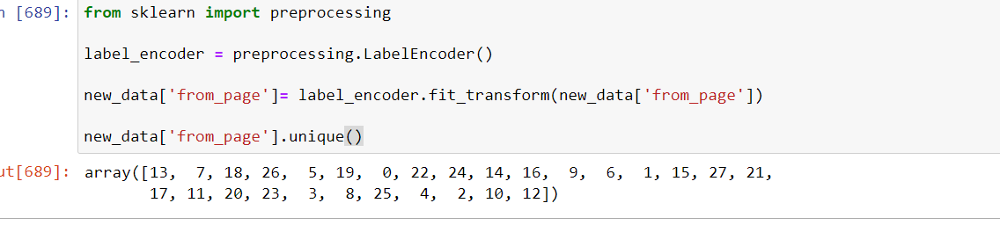 n [689]: from sklearn import preprocessing
label_encoder = preprocessing.LabelEncoder()
new_data['from_page']= label_encoder.fit_transform(new_data['from_page'])
new_data['from_page'].unique()
ut[689]: array([13,  7, 18, 26,  5, 19,  0, 22, 24, 14, 16,  9,  6,  1, 15, 27, 21,
17, 11, 20, 23,  3,  8, 25,  4,  2, 10, 12])